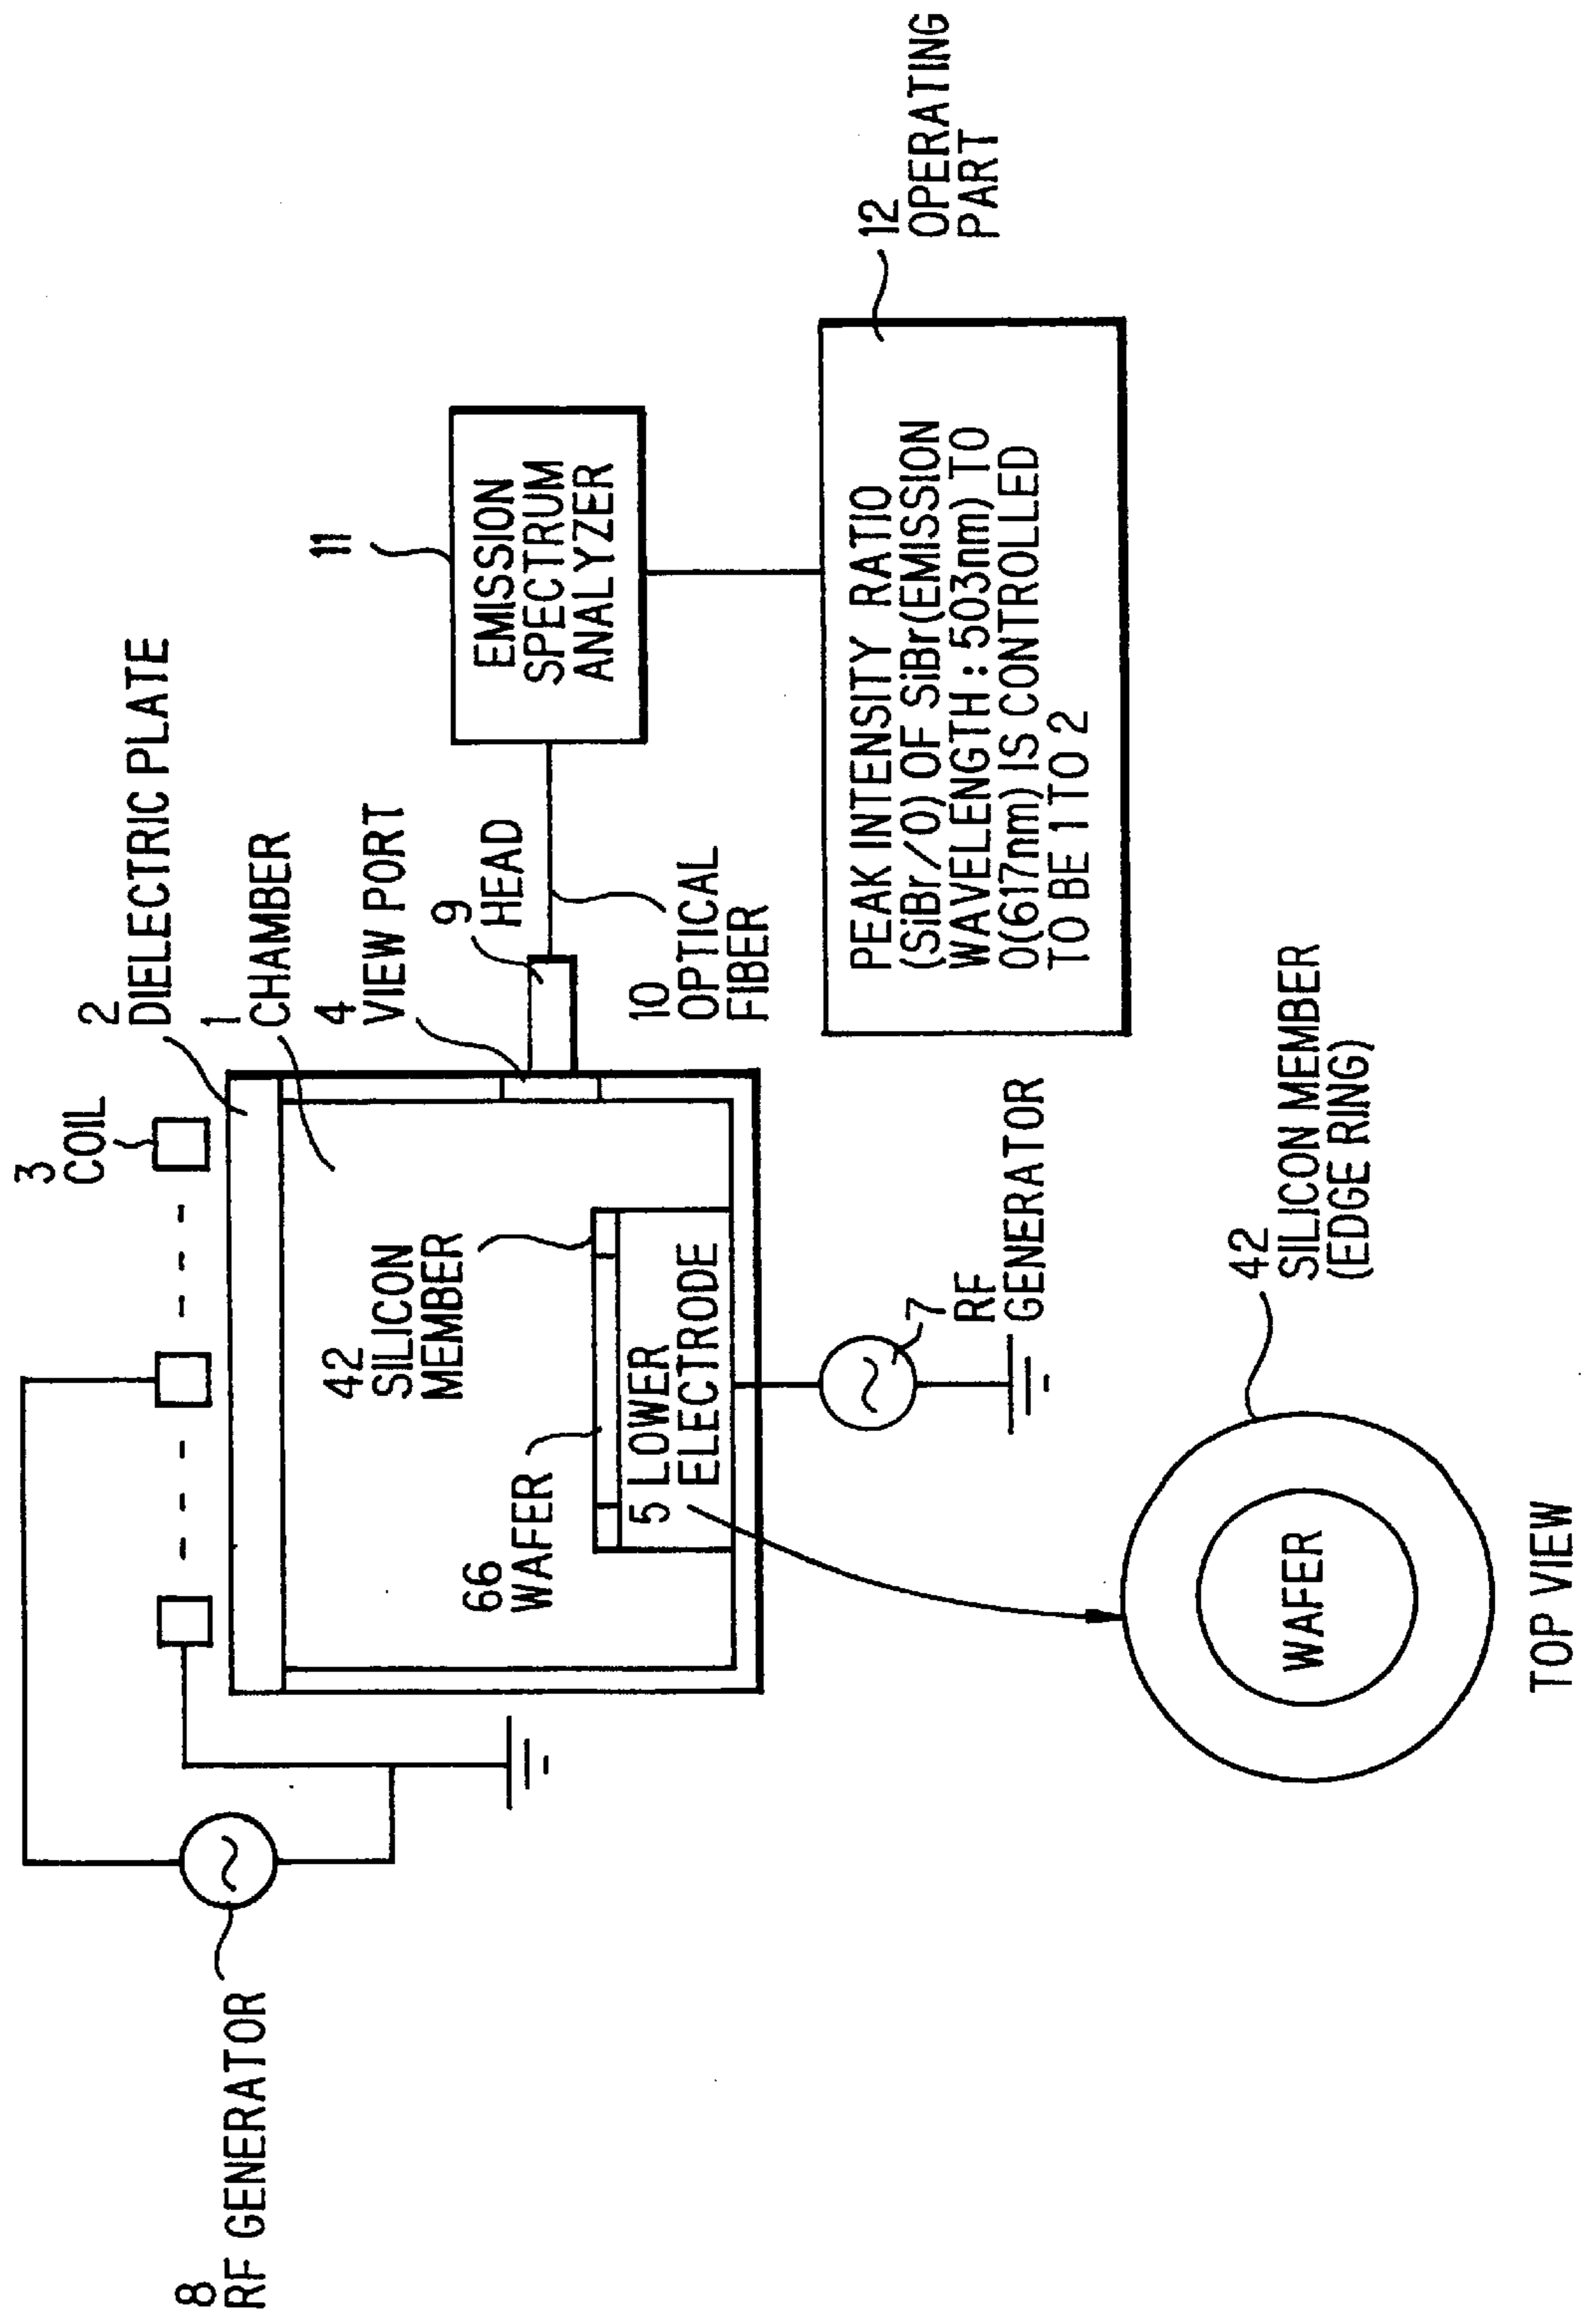 8
RF GENERATOR
3
COIL
2
DIELECTRIC PLATE
1
CHAMBER
4
VIEW PORT
9
HEAD
10
OPTICAL
FIBER
11
EMISSION
SPECTRUM
ANALYZER
12
OPERATING
PART
PEAK INTENSITY RATIO
(SiBr/O) OF SiBr(EMISSION
WAVELENGTH : 503nm) TO
O(617nm) IS CONTROLLED
TO BE 1 TO 2
42
SILICON
MEMBER
66
WAFER
5 LOWER
ELECTRODE
7
RF
GENERATOR
42
SILICON MEMBER
(EDGE RING)
WAFER
TOP VIEW